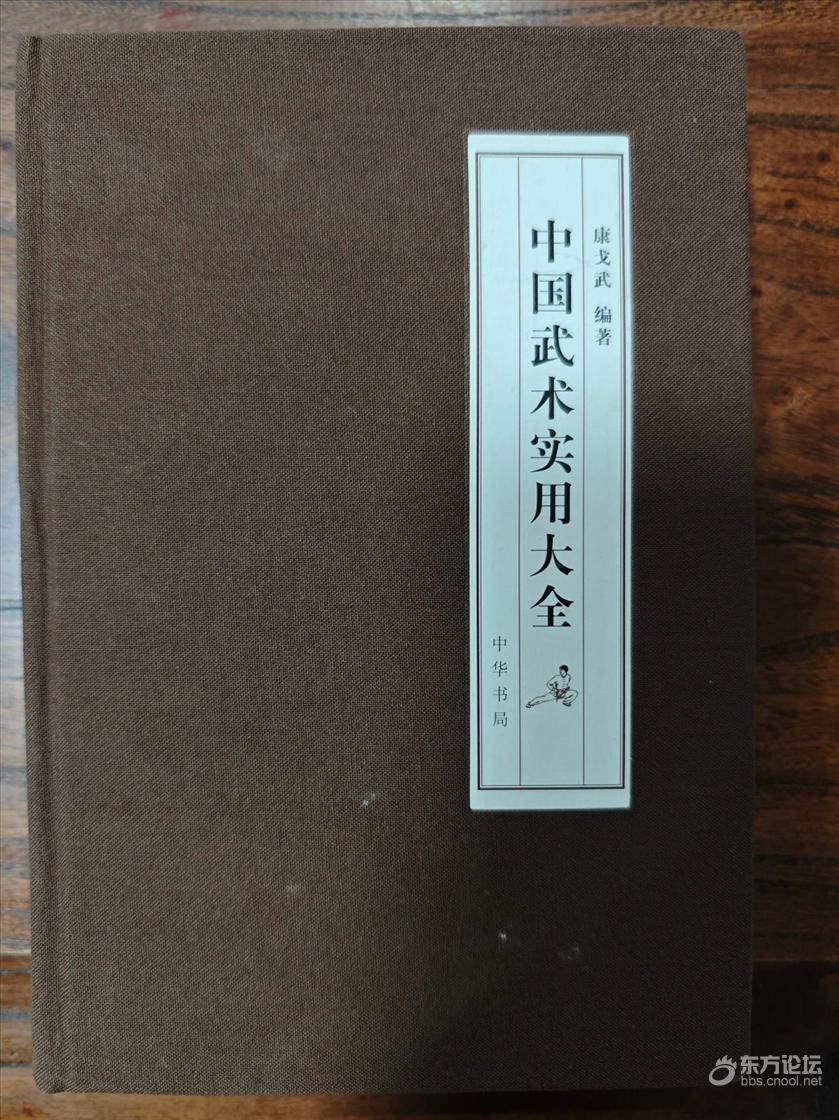 康戈武 编著
中国武术实用大全
中华书局
东方论坛
bbs.cnool.net